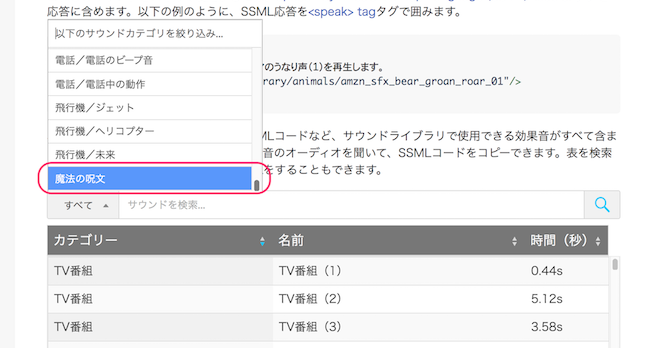 応答に含めます。以下の例のように、SSML応答を<speak> tagタグで囲みます。
以下のサウンドカテゴリを絞り込み...
電話／電話のビープ音
電話／電話中の動作
飛行機／ジェット
飛行機／ヘリコプター
飛行機／未来
魔法の呪文
マのうなり声(1)を再生します。
rary/animals/amzn_sfx_bear_groan_roar_01"/>
MLコードなど、サウンドライブラリで使用できる効果音がすべて含ま
音のオーディオを聞いて、SSMLコードをコピーできます。表を検索
をすることもできます。
すべて サウンドを検索...
カテゴリー 名前 時間（秒）
TV番組 TV番組（1） 0.44s
TV番組 TV番組（2） 5.12s
TV番組 TV番組（3） 3.58s